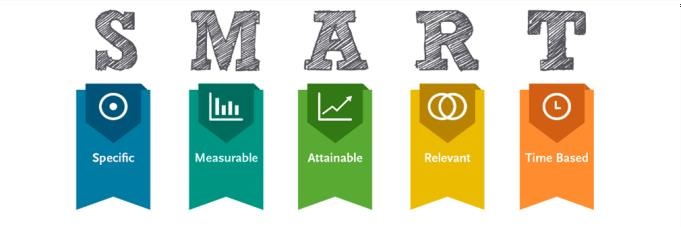 S M A R T
Specific Measurable Attainable Relevant Time Based